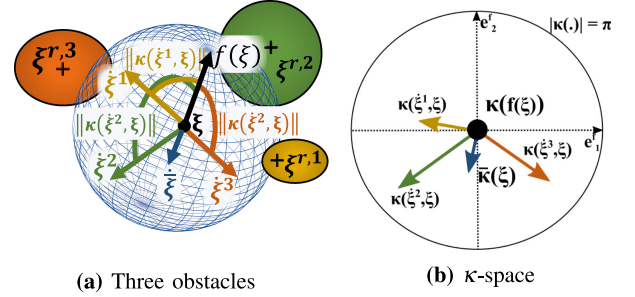 ξ^{r,3}
+
ξ̇¹
‖κ(ξ̇¹, ξ)‖
f(ξ)
+
ξ^{r,2}
‖κ(ξ̇², ξ)‖
ξ
‖κ(ξ̇², ξ)‖
ξ̇²
ξ̇̄
ξ̇³
+ξ^{r,1}
(a) Three obstacles
|κ(.)| = π
e^f_2
κ(ξ̇¹,ξ)
κ(f(ξ))
e^f_1
κ(ξ̇³,ξ)
κ̄(ξ)
κ(ξ̇²,ξ)
(b) κ-space